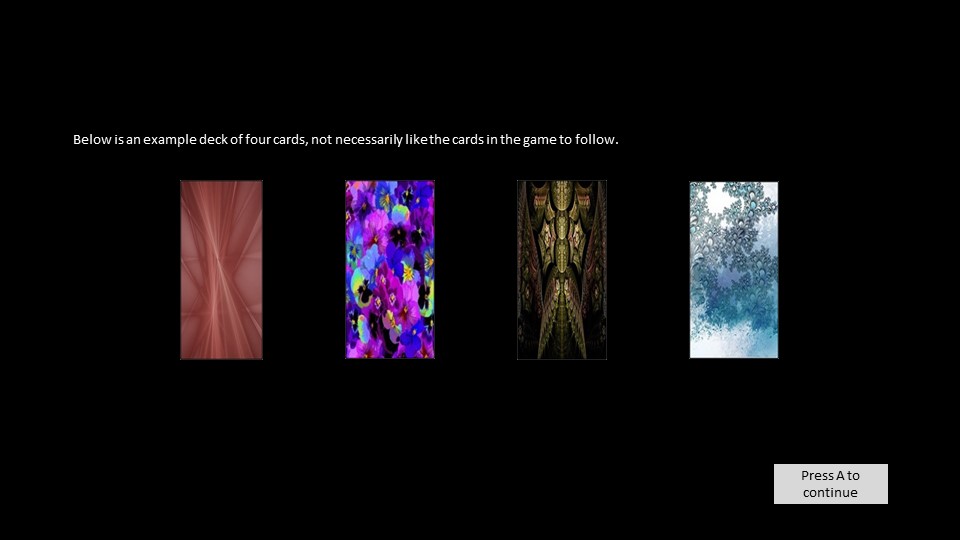 Below is an example deck of four cards, not necessarily like the cards in the game to follow.
Press A to
continue